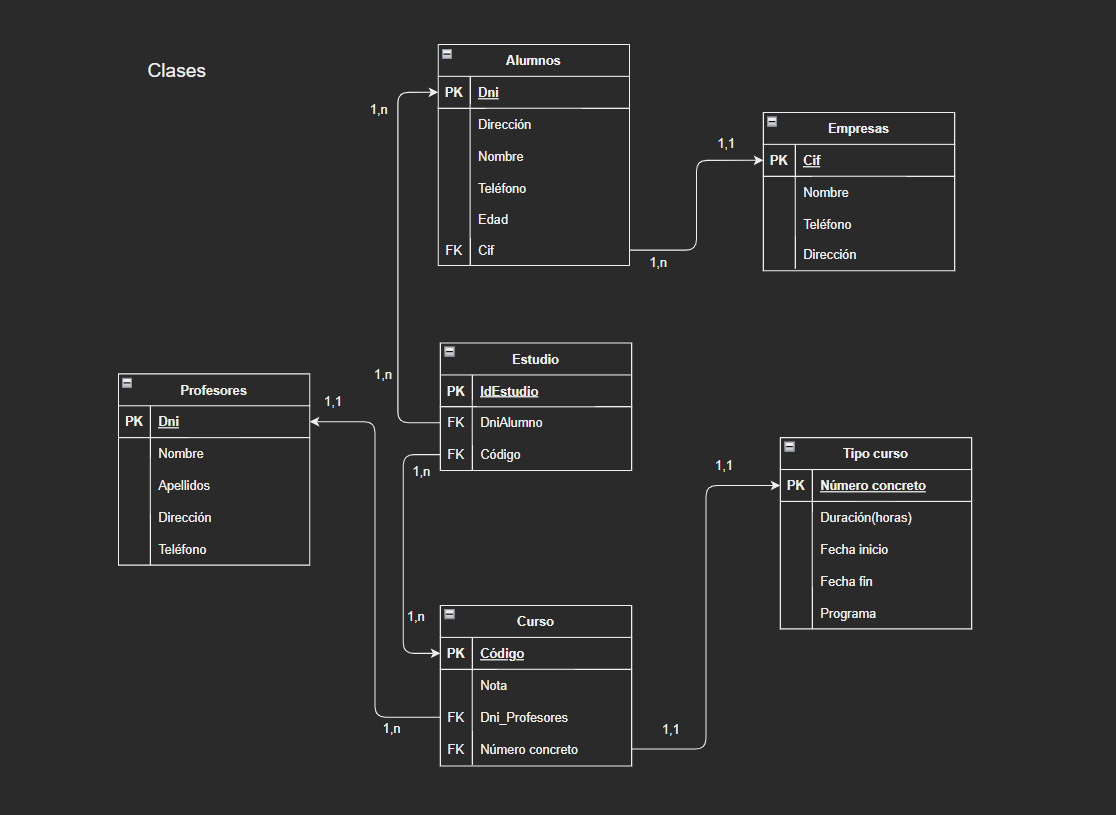 Clases
Alumnos
PK Dni
Dirección
Nombre
Teléfono
Edad
FK Cif
1,n
1,n
1,1
Empresas
PK Cif
Nombre
Teléfono
Dirección
Estudio
PK IdEstudio
FK DniAlumno
FK Código
1,n
1,n
1,n
Profesores
PK Dni
Nombre
Apellidos
Dirección
Teléfono
1,1
1,n
Curso
PK Código
Nota
FK Dni_Profesores
FK Número concreto
1,1
1,1
Tipo curso
PK Número concreto
Duración(horas)
Fecha inicio
Fecha fin
Programa